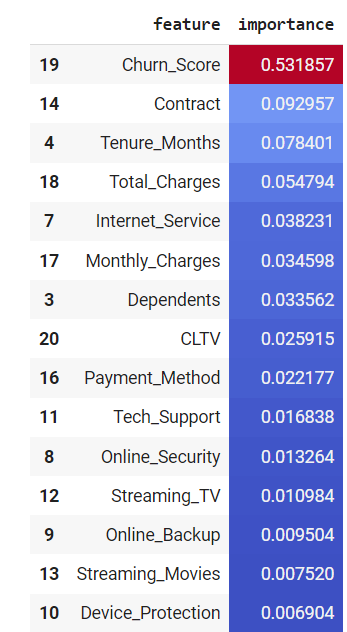 feature importance
19 Churn_Score 0.531857
14 Contract 0.092957
4 Tenure_Months 0.078401
18 Total_Charges 0.054794
7 Internet_Service 0.038231
17 Monthly_Charges 0.034598
3 Dependents 0.033562
20 CLTV 0.025915
16 Payment_Method 0.022177
11 Tech_Support 0.016838
8 Online_Security 0.013264
12 Streaming_TV 0.010984
9 Online_Backup 0.009504
13 Streaming_Movies 0.007520
10 Device_Protection 0.006904